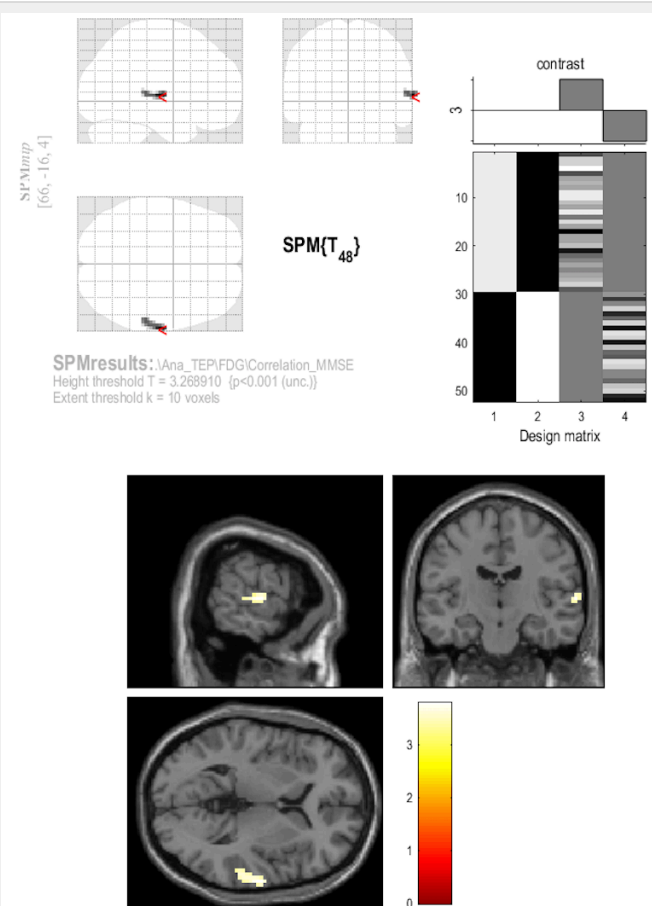 contrast
3
SPMmip
[66, -16, 4]
SPM{T48}
10
20
30
40
50
1 2 3 4
Design matrix
SPMresults:.\Ana_TEP\FDG\Correlation_MMSE
Height threshold T = 3.268910 {p<0.001 (unc.)}
Extent threshold k = 10 voxels
<
<
<
3
2
1
0